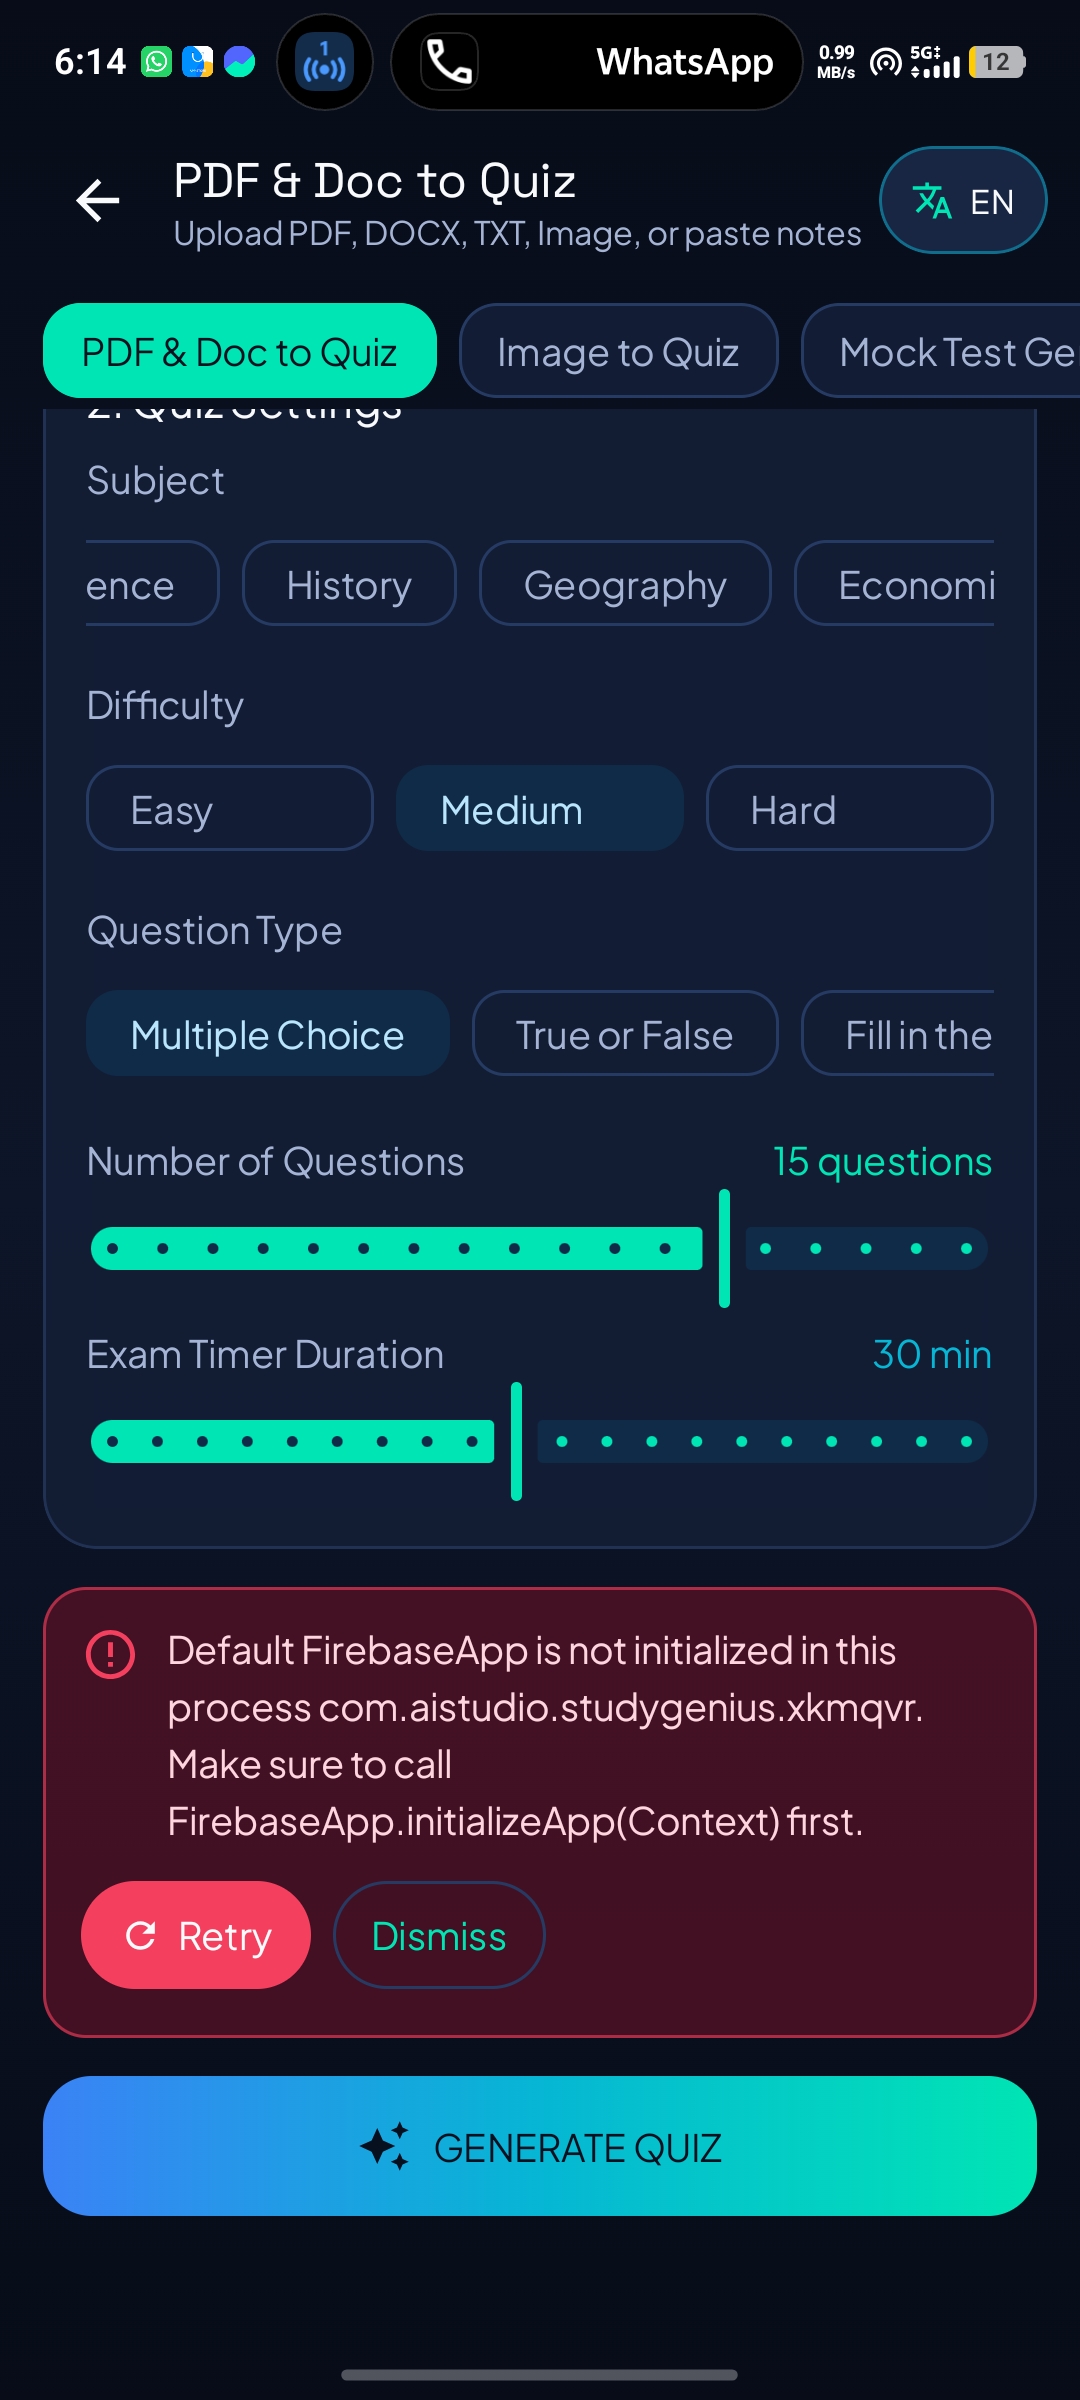 6:14
1
WhatsApp
0.99
MB/s
5G‡
12
PDF & Doc to Quiz
Upload PDF, DOCX, TXT, Image, or paste notes
EN
PDF & Doc to Quiz
Image to Quiz
Mock Test Ge
2. Quiz Settings
Subject
ence
History
Geography
Economi
Difficulty
Easy
Medium
Hard
Question Type
Multiple Choice
True or False
Fill in the
Number of Questions
15 questions
Exam Timer Duration
30 min
Default FirebaseApp is not initialized in this
process com.aistudio.studygenius.xkmqvr.
Make sure to call
FirebaseApp.initializeApp(Context) first.
Retry
Dismiss
GENERATE QUIZ